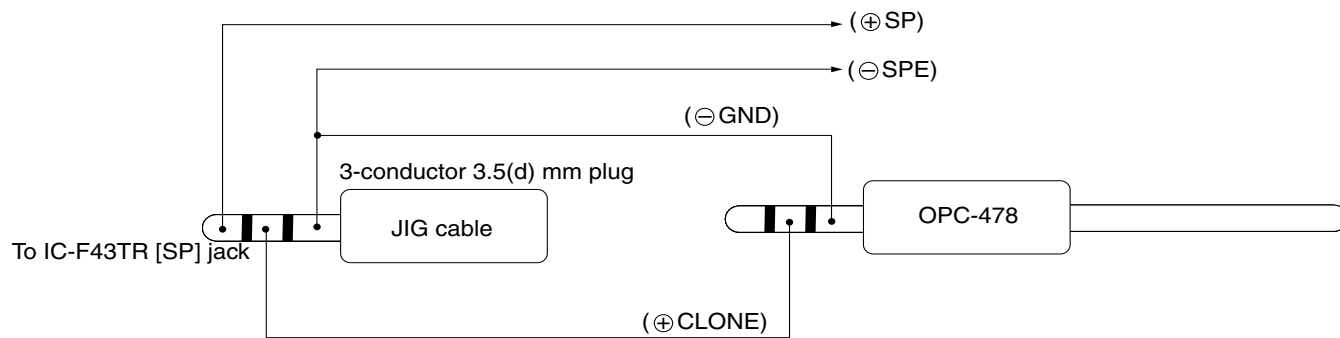 (⊕SP)
(⊖SPE)
(⊖GND)
3-conductor 3.5(d) mm plug
JIG cable
OPC-478
To IC-F43TR [SP] jack
(⊕CLONE)